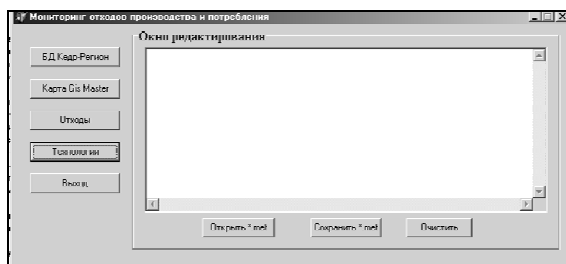 Мониторинг отходов производства и потребления
Окно редактирования
БД Кедр-Регион
Карта Gis Master
Отходы
Технологии
Выход
Открыть *.met
Сохранить *.met
Очистить